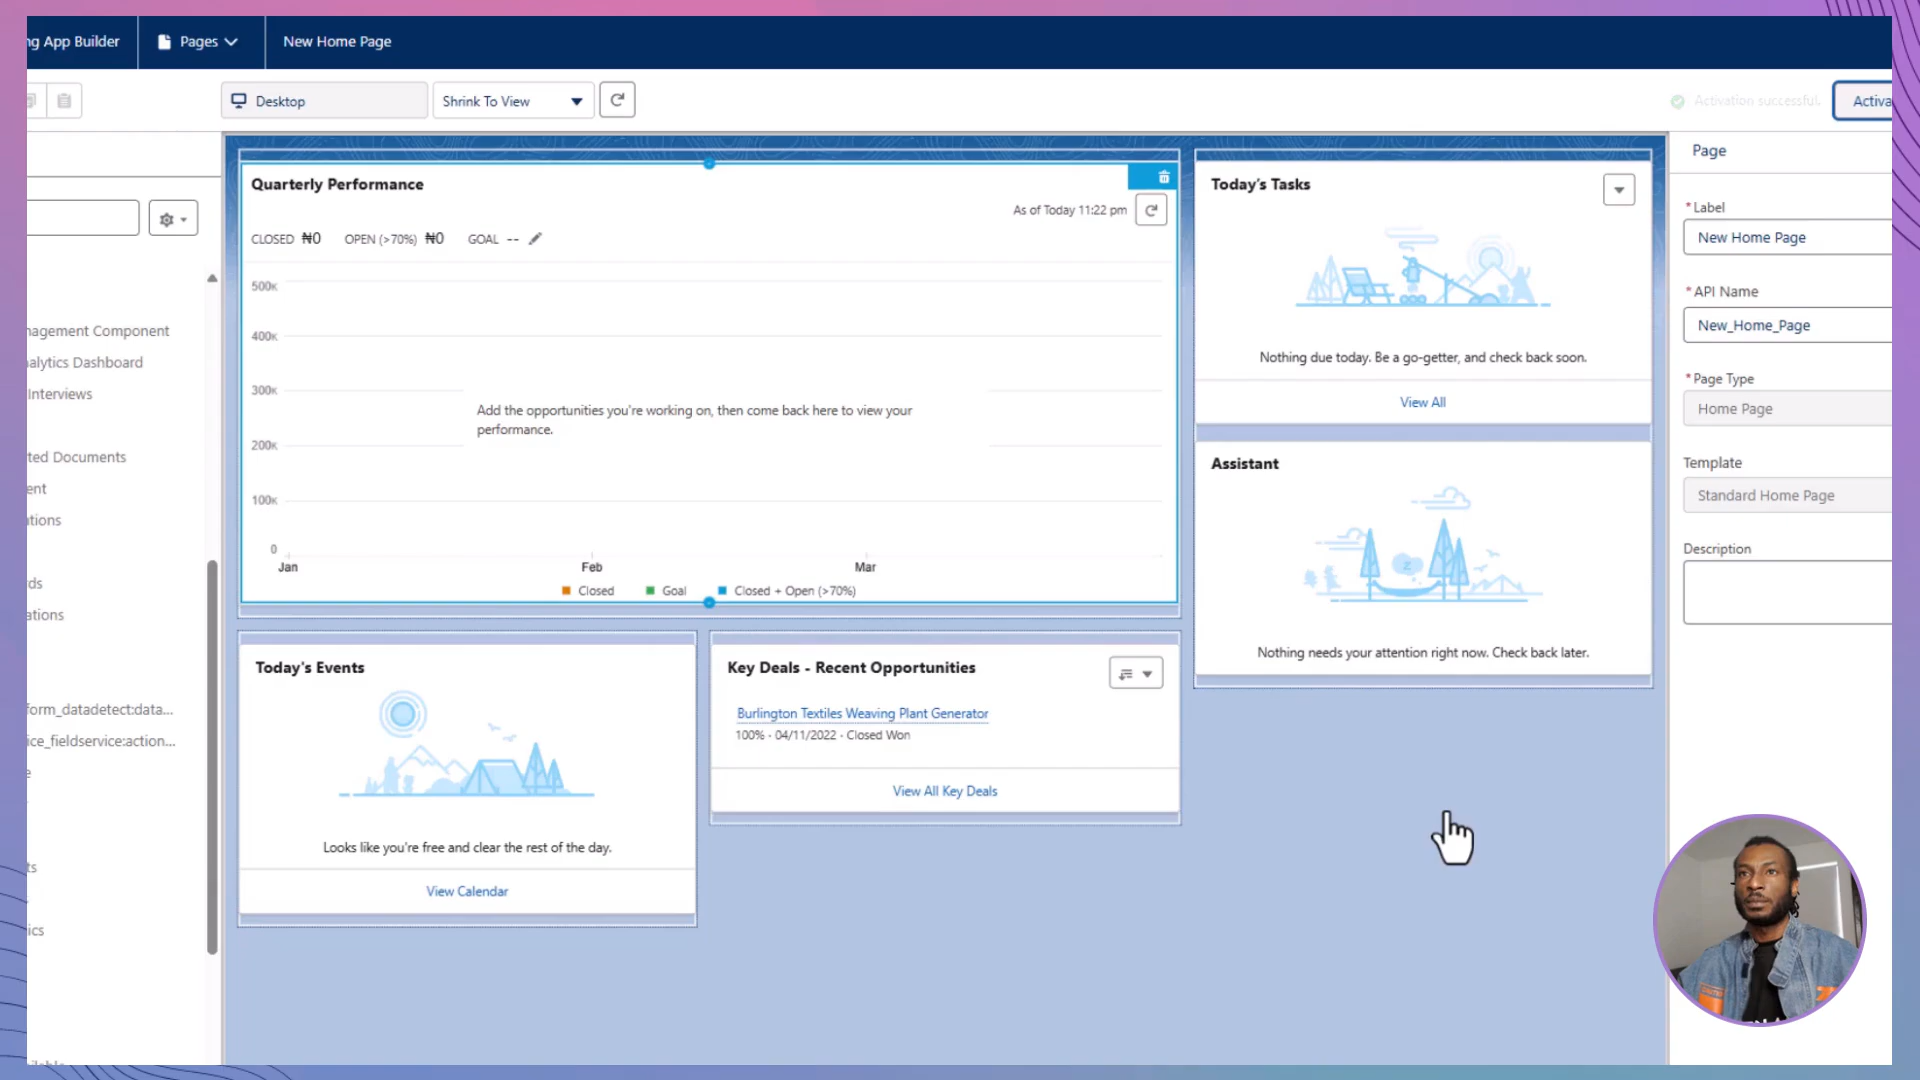 ng App Builder
Pages
New Home Page
Desktop
Shrink To View
Activation successful.
Activa
Page
Quarterly Performance
As of Today 11:22 pm
CLOSED ₦0 OPEN (>70%) ₦0 GOAL --
500K
400K
300K
200K
100K
0
Add the opportunities you're working on, then come back here to view your
performance.
Jan Feb Mar
Closed Goal Closed + Open (>70%)
Today's Tasks
Nothing due today. Be a go-getter, and check back soon.
View All
Assistant
Nothing needs your attention right now. Check back later.
Today's Events
Looks like you're free and clear the rest of the day.
View Calendar
Key Deals - Recent Opportunities
Burlington Textiles Weaving Plant Generator
100% - 04/11/2022 - Closed Won
View All Key Deals
*Label
New Home Page
*API Name
New_Home_Page
*Page Type
Home Page
Template
Standard Home Page
Description
nagement Component
alytics Dashboard
Interviews
ted Documents
ent
tions
ds
ations
orm_datadetect:data...
ice_fieldservice:action...
e
ts
ics